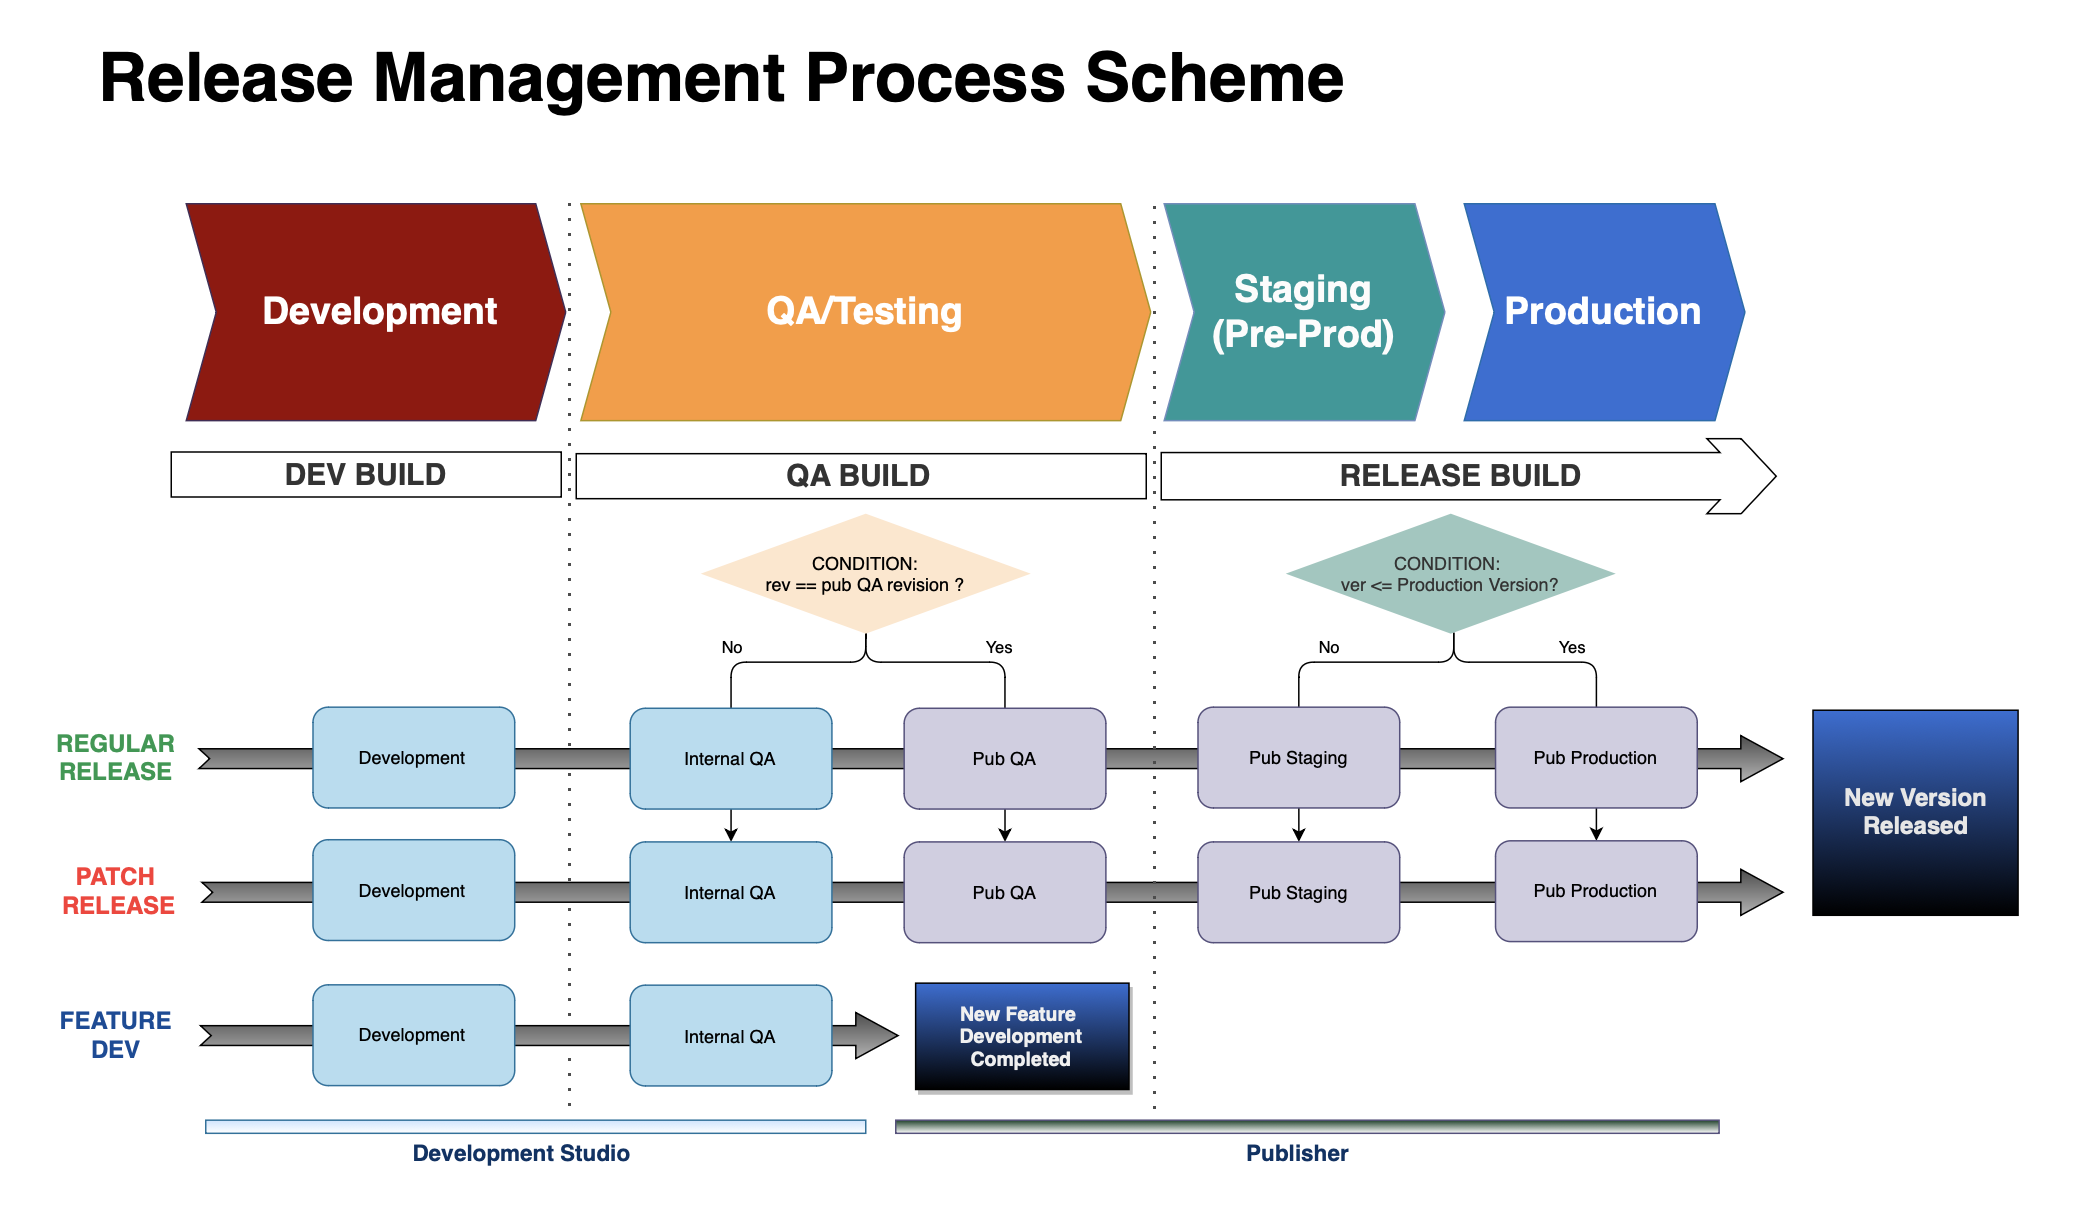 Release Management Process Scheme
Development
QA/Testing
Staging
(Pre-Prod)
Production
DEV BUILD
QA BUILD
RELEASE BUILD
CONDITION:
rev == pub QA revision ?
CONDITION:
ver <= Production Version?
No
Yes
No
Yes
REGULAR
RELEASE
Development
Internal QA
Pub QA
Pub Staging
Pub Production
New Version
Released
PATCH
RELEASE
Development
Internal QA
Pub QA
Pub Staging
Pub Production
FEATURE
DEV
Development
Internal QA
New Feature
Development
Completed
Development Studio
Publisher